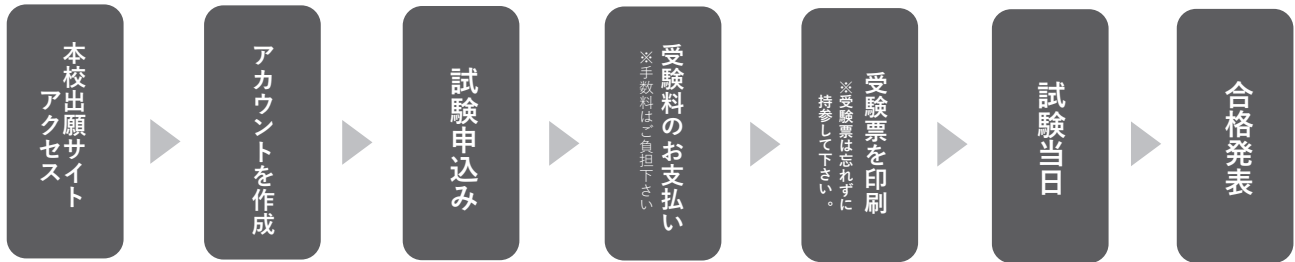 本校出願サイト
アクセス
アカウントを作成
試験申込み
受験料のお支払い
※手数料はご負担下さい
受験票を印刷
※受験票は忘れずに
持参して下さい。
試験当日
合格発表